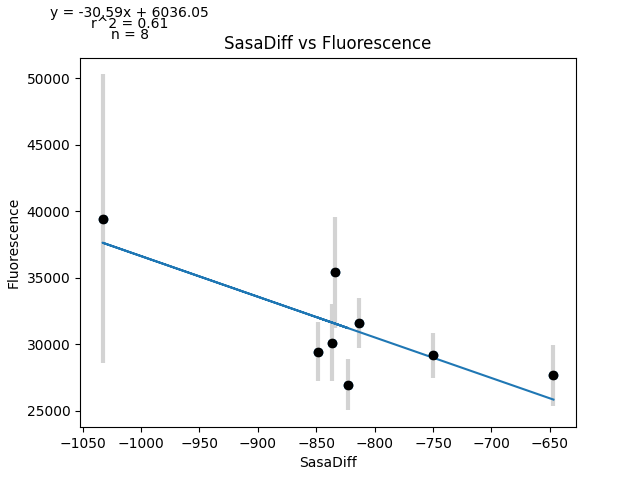 y = -30.59x + 6036.05
r^2 = 0.61
n = 8
SasaDiff vs Fluorescence
50000
45000
40000
35000
30000
25000
Fluorescence
−1050 −1000 −950 −900 −850 −800 −750 −700 −650
SasaDiff